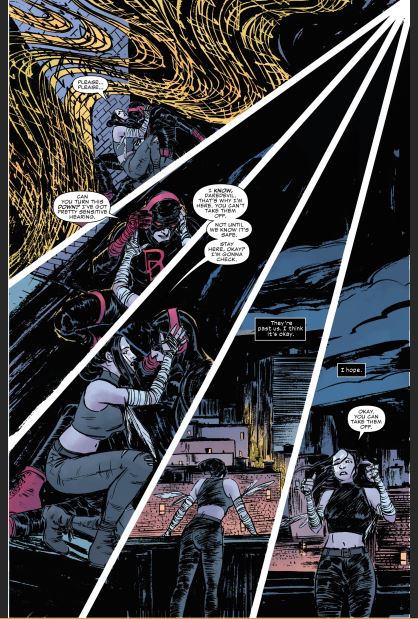 PLEASE...
PLEASE...
CAN
YOU TURN THIS
DOWN? I'VE GOT
PRETTY SENSITIVE
HEARING.
I KNOW,
DAREDEVIL.
THAT'S WHY I'M
HERE. YOU CAN'T
TAKE THEM
OFF.
NOT UNTIL
WE KNOW IT'S
SAFE.
STAY
HERE, OKAY?
I'M GONNA
CHECK.
They're
past us. I think
it's okay.
I hope.
OKAY,
YOU CAN
TAKE THEM
OFF.